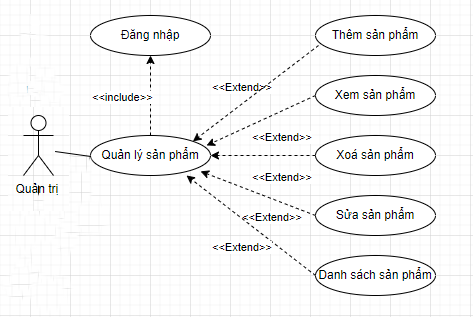 Đăng nhập
Thêm sản phẩm
<<Extend>>
Xem sản phẩm
<<include>>
<<Extend>>
Quản lý sản phẩm
Xoá sản phẩm
<<Extend>>
Quản trị
Sửa sản phẩm
<<Extend>>
<<Extend>>
Danh sách sản phẩm